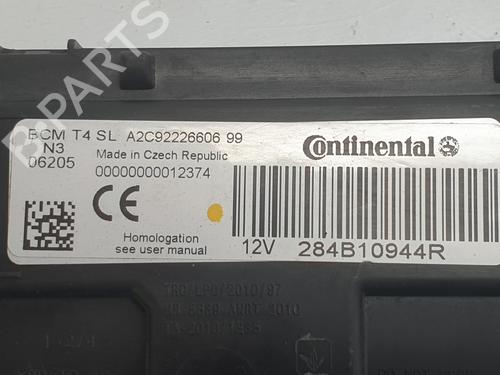 B-PARTS
BCM T4 SL A2C92226606 99
N3
06205
Made in Czech Republic
00000000012374
Continental
CE
Homologation
see user manual
12V
284B10944R